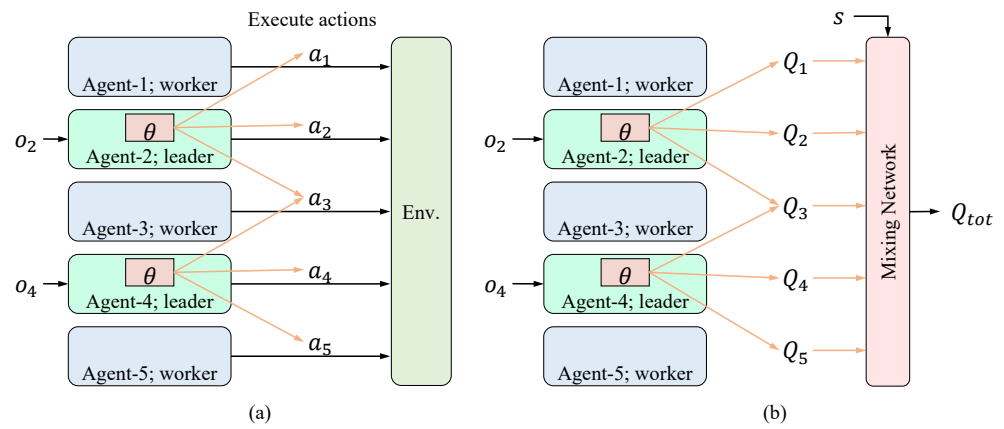 Execute actions
Agent-1; worker
a₁
o₂
θ
Agent-2; leader
a₂
Agent-3; worker
a₃
Env.
o₄
θ
Agent-4; leader
a₄
Agent-5; worker
a₅
(a)
s
Agent-1; worker
Q₁
o₂
θ
Agent-2; leader
Q₂
Agent-3; worker
Q₃
Mixing Network
Qₜₒₜ
o₄
θ
Agent-4; leader
Q₄
Agent-5; worker
Q₅
(b)